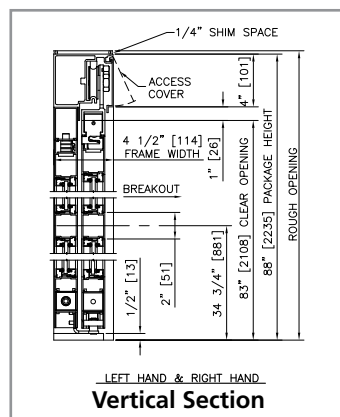 1/4" SHIM SPACE
ACCESS
COVER
4" [101]
4 1/2" [114]
FRAME WIDTH
1" [26]
BREAKOUT
1/2" [13]
2" [51]
34 3/4" [881]
83" [2108] CLEAR OPENING
88" [2235] PACKAGE HEIGHT
ROUGH OPENING
LEFT HAND & RIGHT HAND
Vertical Section